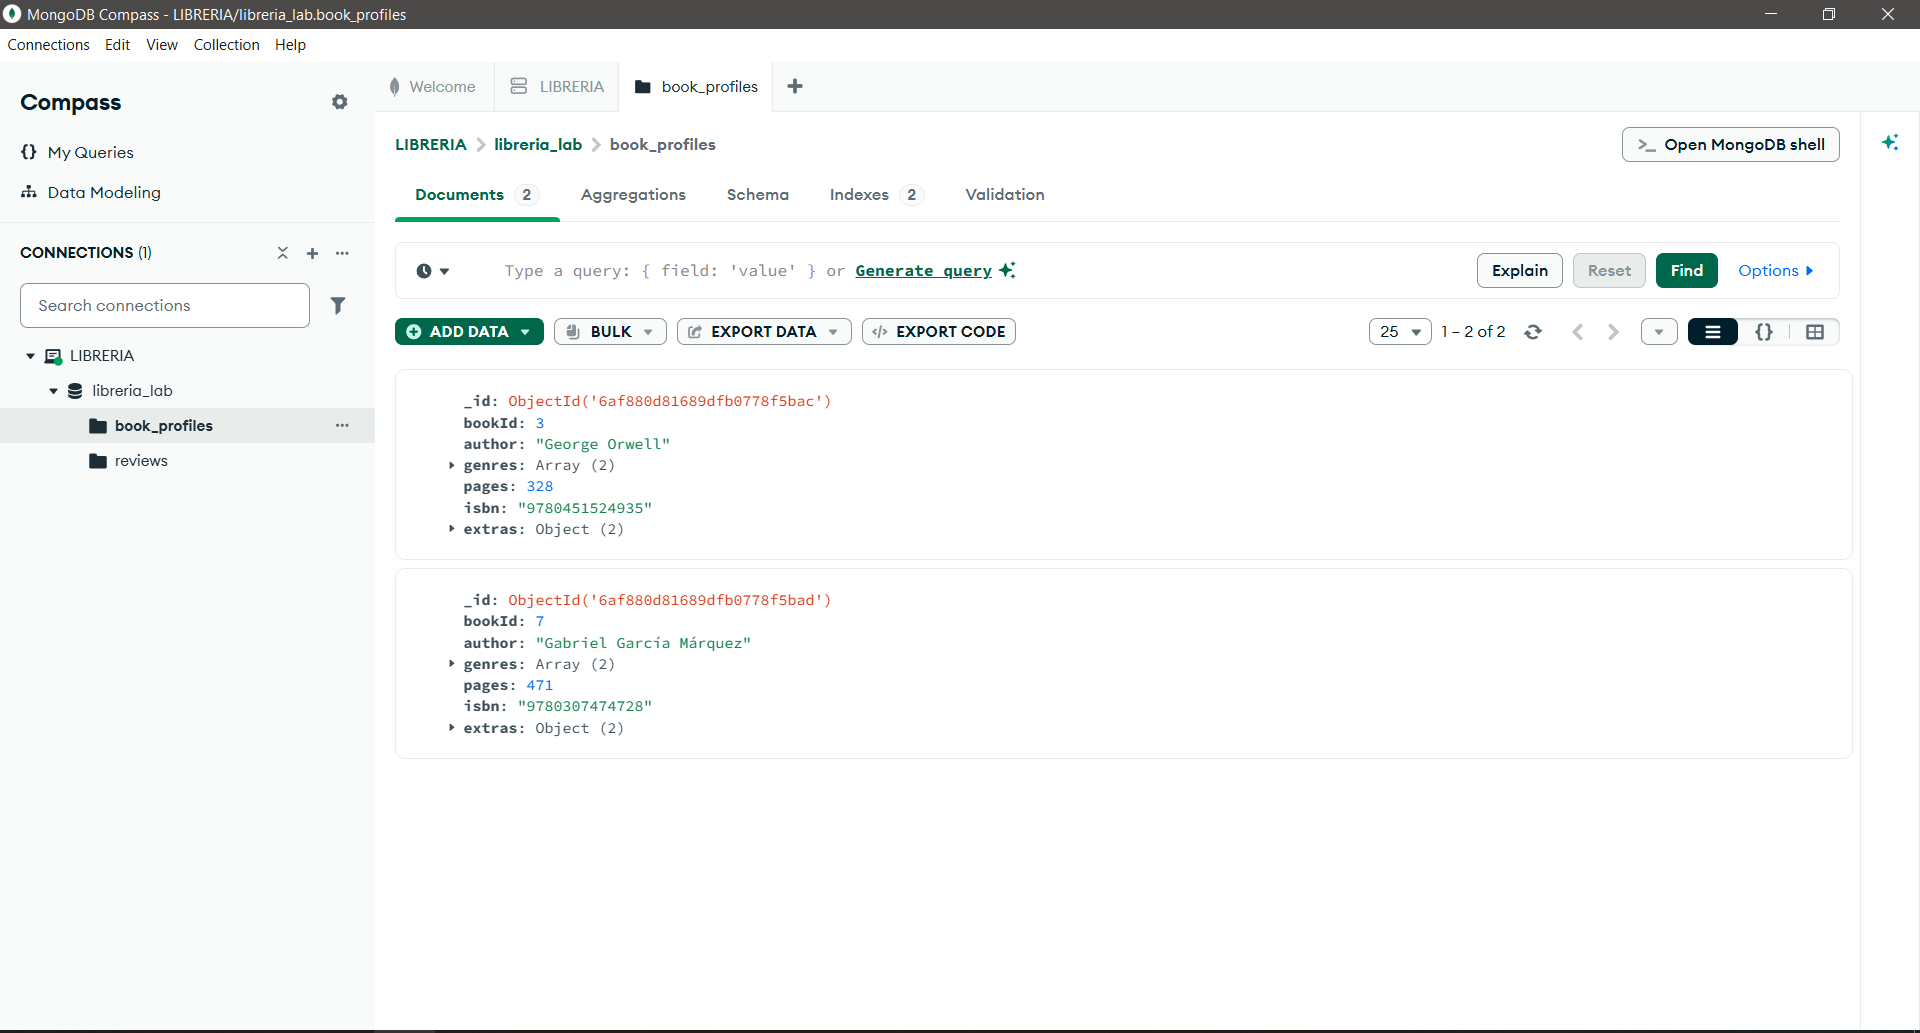 MongoDB Compass - LIBRERIA/libreria_lab.book_profiles
Connections Edit View Collection Help
Compass
My Queries
Data Modeling
CONNECTIONS (1)
Search connections
LIBRERIA
libreria_lab
book_profiles
reviews
Welcome LIBRERIA book_profiles
LIBRERIA libreria_lab book_profiles
>_ Open MongoDB shell
Documents 2 Aggregations Schema Indexes 2 Validation
Type a query: { field: 'value' } or Generate query
Explain Reset Find Options
ADD DATA BULK EXPORT DATA </> EXPORT CODE
25 1 – 2 of 2 {}
_id: ObjectId('6af880d81689dfb0778f5bac')
bookId: 3
author: "George Orwell"
genres: Array (2)
pages: 328
isbn: "9780451524935"
extras: Object (2)
_id: ObjectId('6af880d81689dfb0778f5bad')
bookId: 7
author: "Gabriel García Márquez"
genres: Array (2)
pages: 471
isbn: "9780307474728"
extras: Object (2)